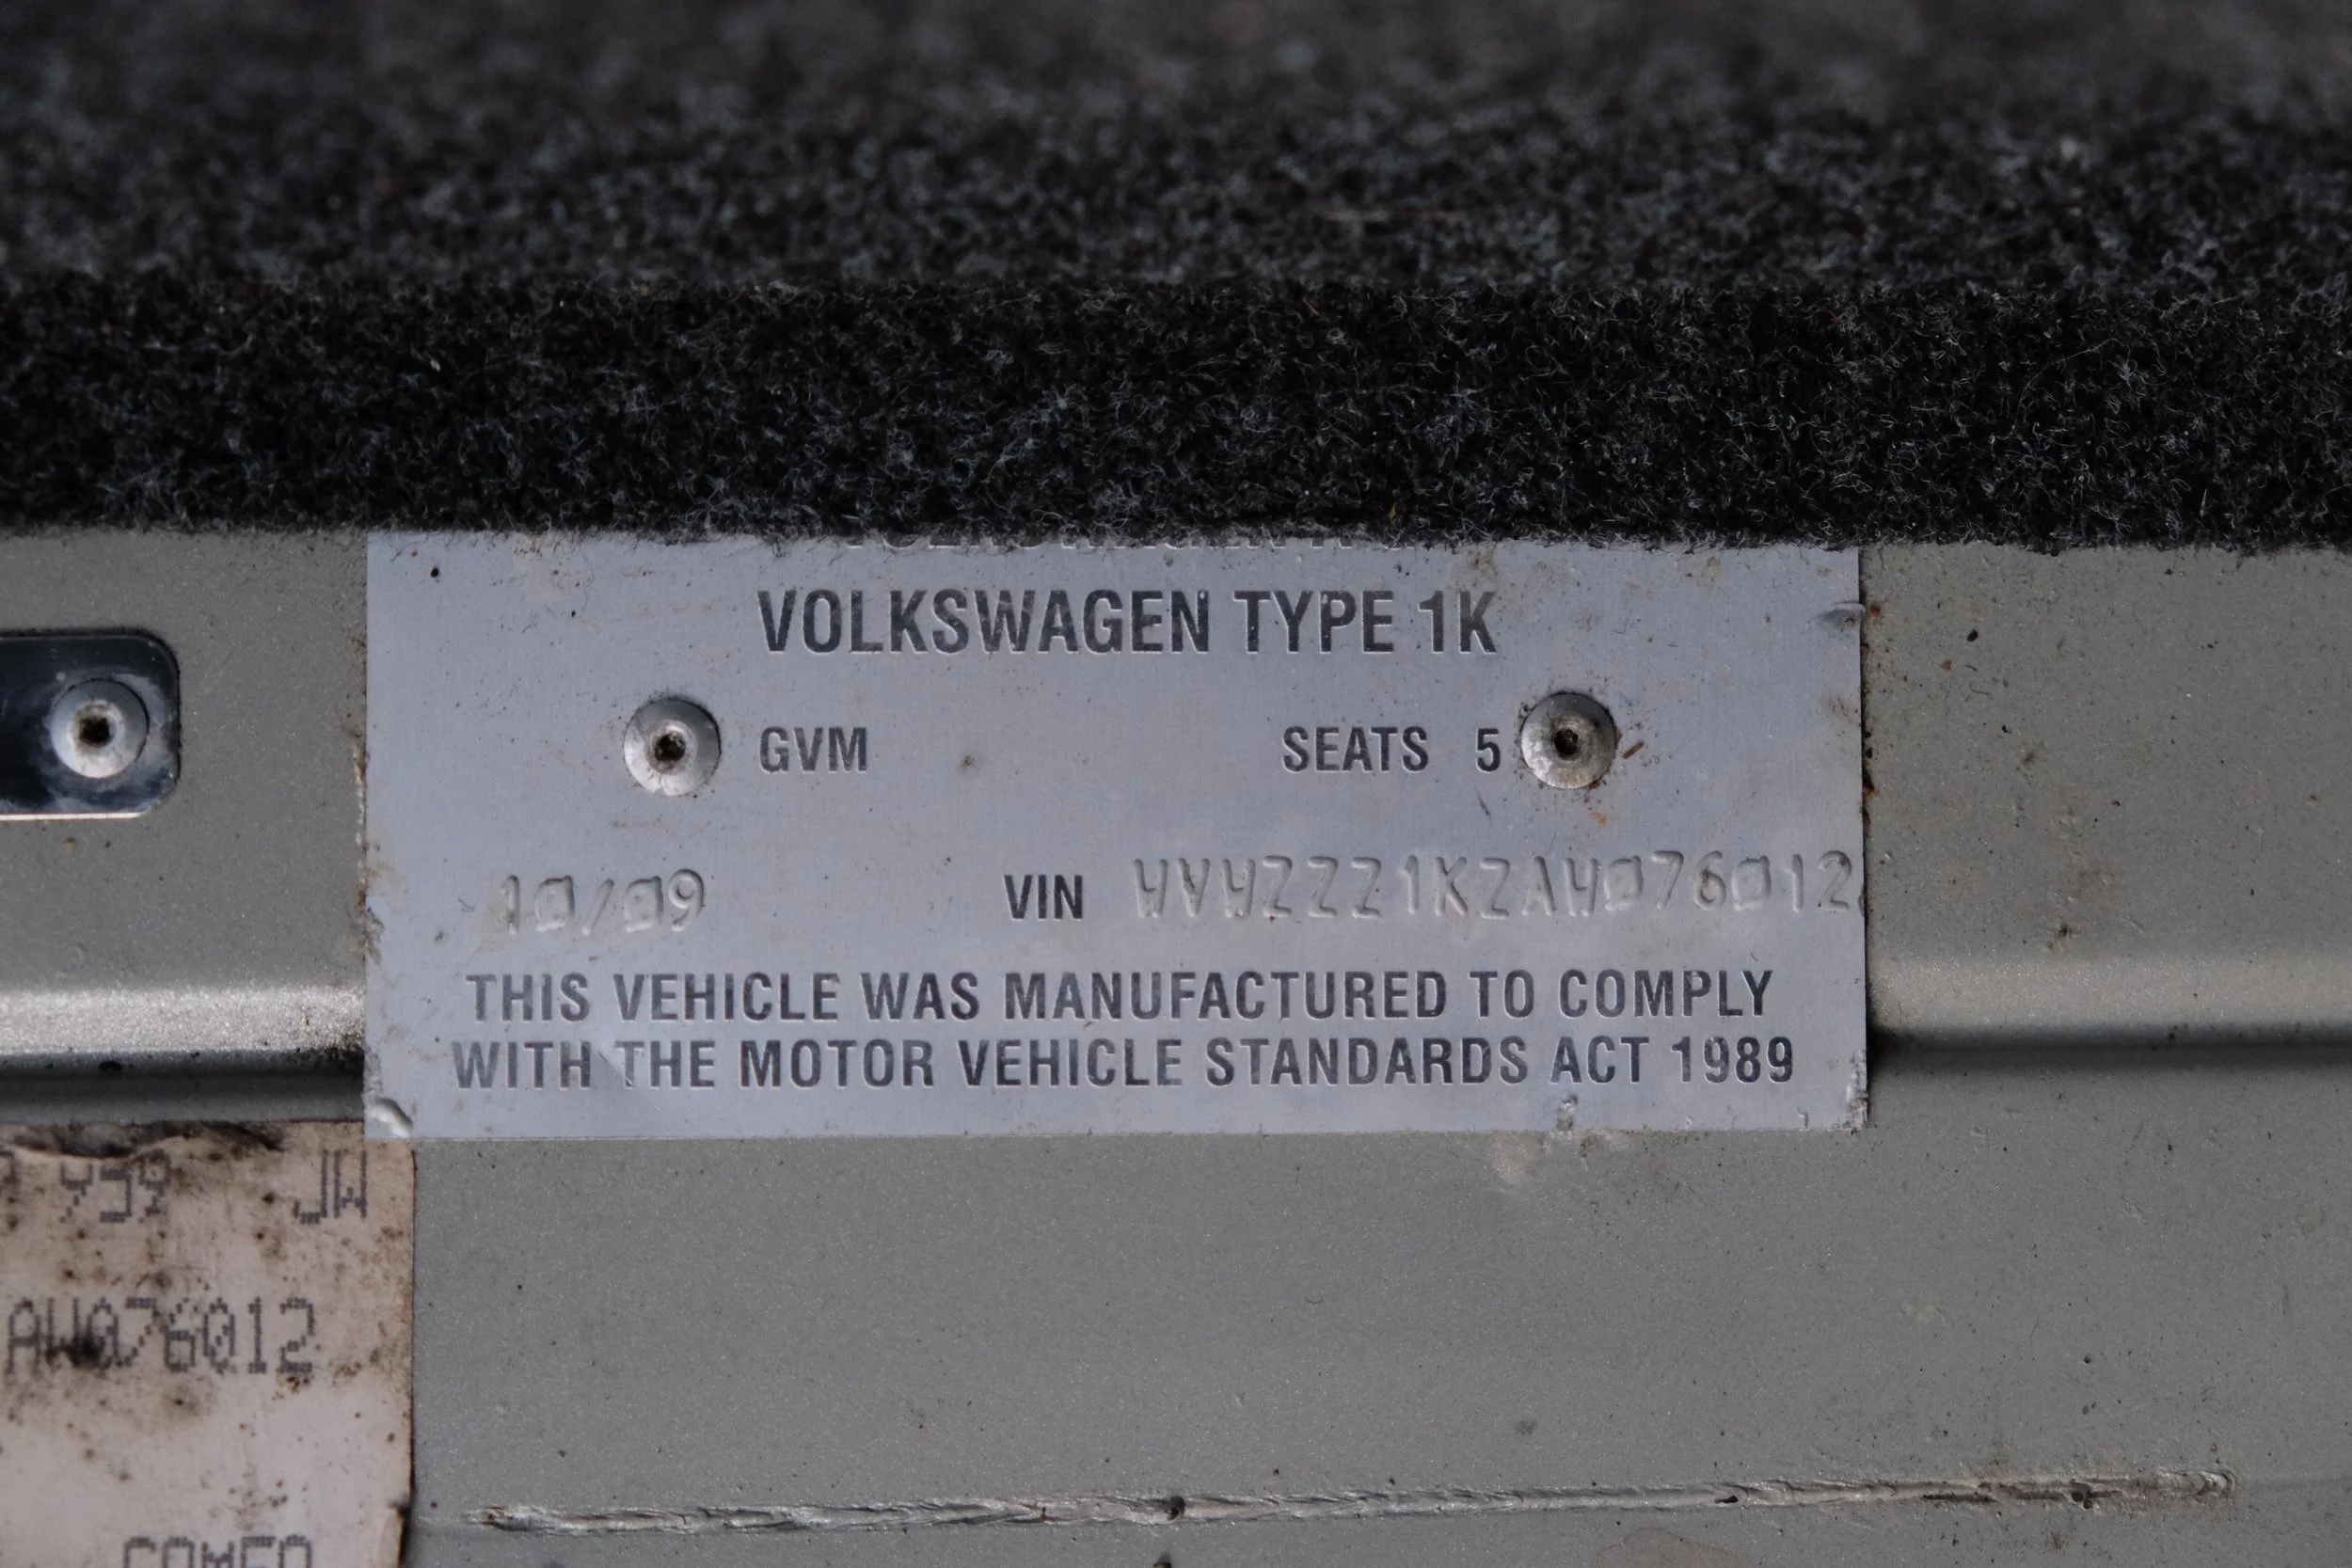 VOLKSWAGEN TYPE 1K
GVM SEATS 5
10/09 VIN WVWZZZ1KZAW076012
THIS VEHICLE WAS MANUFACTURED TO COMPLY
WITH THE MOTOR VEHICLE STANDARDS ACT 1989
JW
AW076012